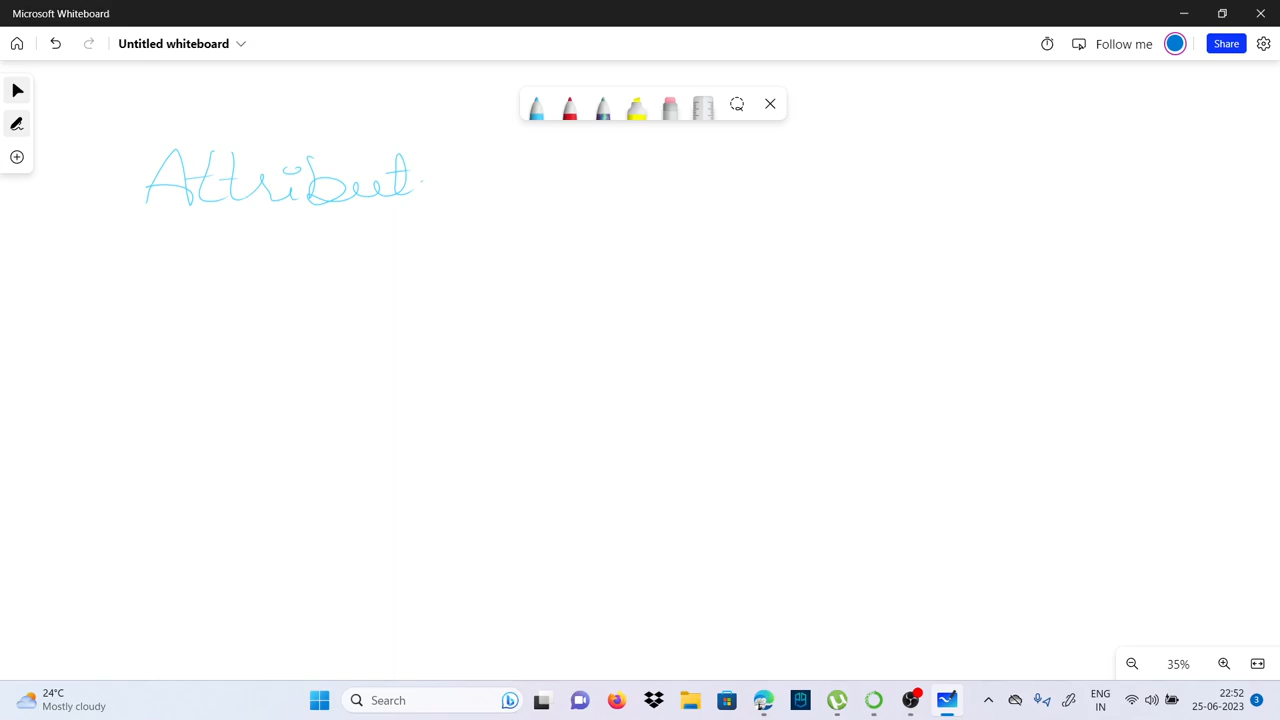 Microsoft Whiteboard
Untitled whiteboard
Follow me
Share
Attribut
35%
24°C
Mostly cloudy
Search
ENG
IN
22:52
25-06-2023
3